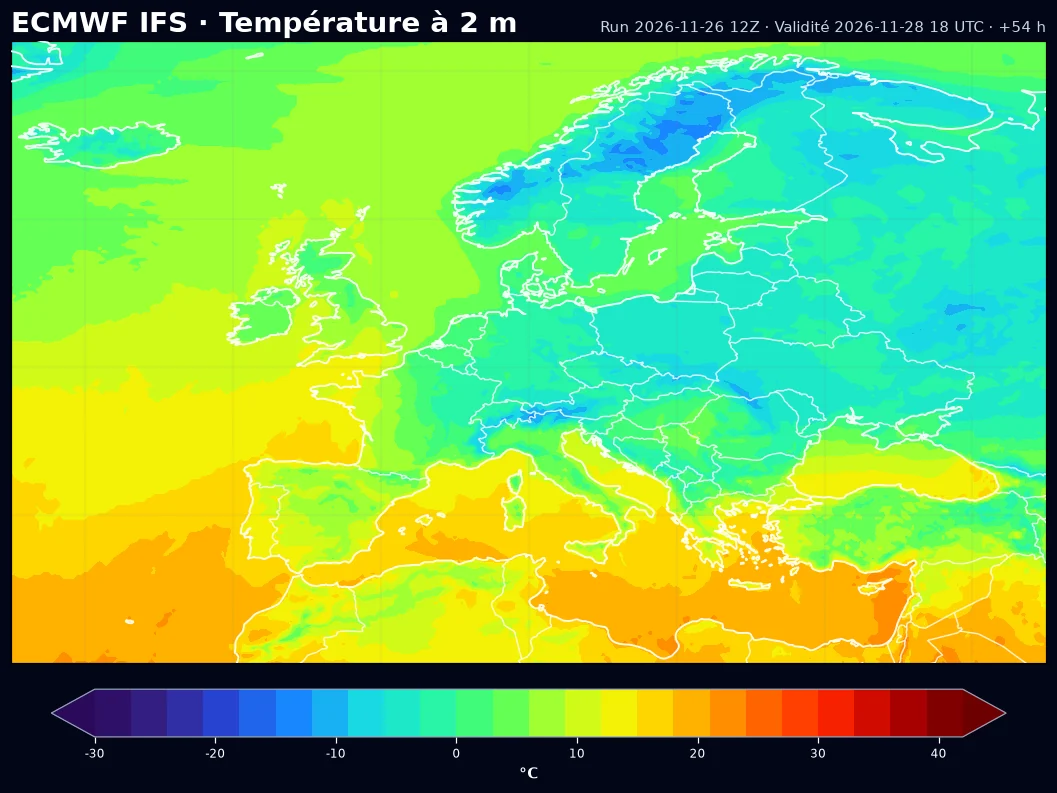 ECMWF IFS · Température à 2 m
Run 2026-11-26 12Z · Validité 2026-11-28 18 UTC · +54 h
-30 -20 -10 0 10 20 30 40
°C